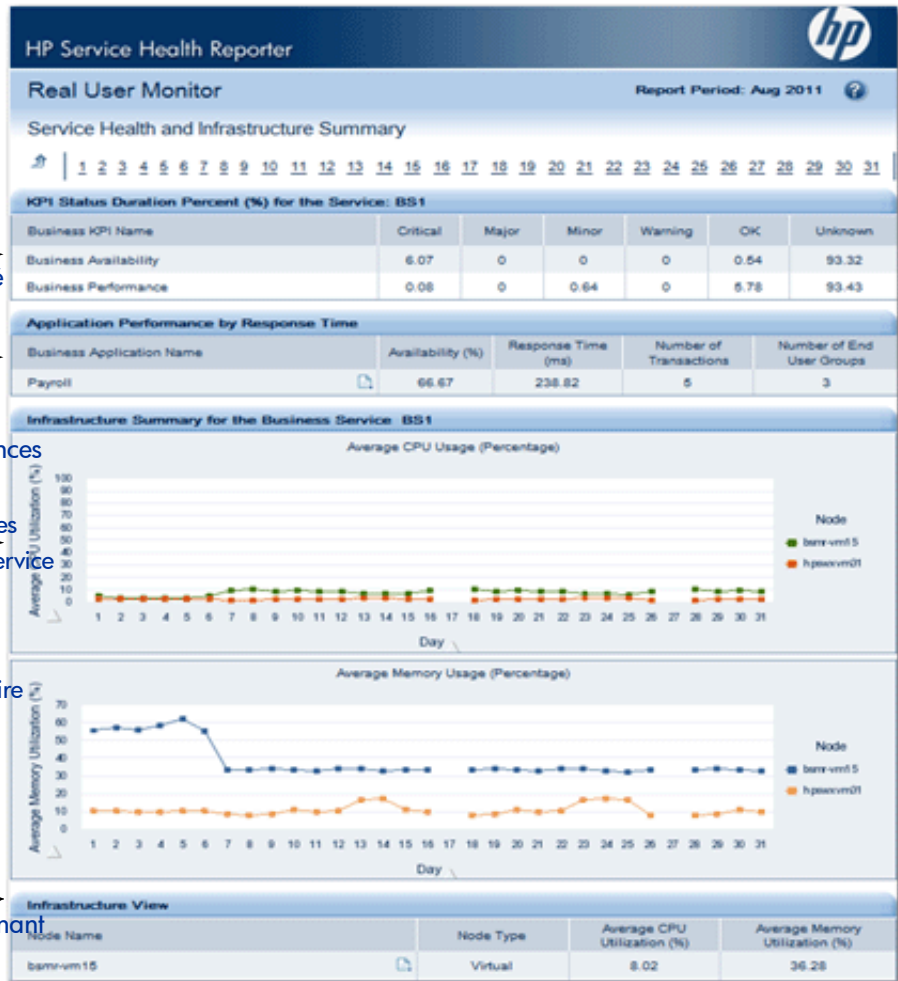 hp
HP Service Health Reporter
Real User Monitor
Report Period: Aug 2011 ?
Service Health and Infrastructure Summary
1 2 3 4 5 6 7 8 9 10 11 12 13 14 15 16 17 18 19 20 21 22 23 24 25 26 27 28 29 30 31
KPI Status Duration Percent (%) for the Service: BS1
Business KPI Name Critical Major Minor Warning OK Unknown
Business Availability 6.07 0 0 0 0.54 93.32
Business Performance 0.08 0 0.64 0 5.78 93.43
Application Performance by Response Time
Business Application Name Availability (%) Response Time (ms) Number of Transactions Number of End User Groups
Payroll 66.67 238.82 5 3
Infrastructure Summary for the Business Service BS1
nces
es
ervice
Average CPU Usage (Percentage)
Average CPU Utilization (%)
100
90
80
70
60
50
40
30
20
10
0
1 2 3 4 5 6 7 8 9 10 11 12 13 14 15 16 17 18 19 20 21 22 23 24 25 26 27 28 29 30 31
Day
Node
bsmr-vm15
Average Memory Usage (Percentage)
ire
Average Memory Utilization (%)
70
60
50
40
30
20
10
0
1 2 3 4 5 6 7 8 9 10 11 12 13 14 15 16 17 18 19 20 21 22 23 24 25 26 27 28 29 30 31
Day
Node
bsmr-vm15
Infrastructure View
nant
Node Name Node Type Average CPU Utilization (%) Average Memory Utilization (%)
bsmr-vm15 Virtual 8.02 36.28